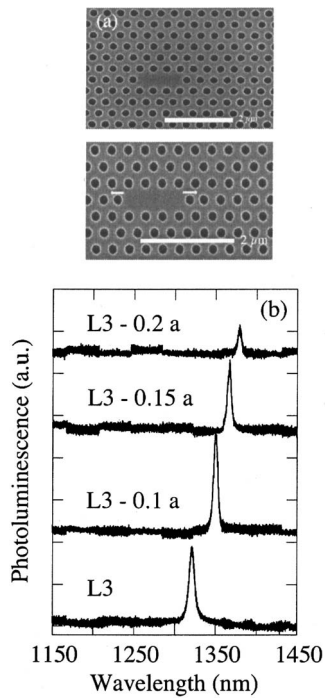 (a)
2 μm
2 μm
(b)
L3 - 0.2 a
L3 - 0.15 a
L3 - 0.1 a
L3
Photoluminescence (a.u.)
1150 1250 1350 1450
Wavelength (nm)